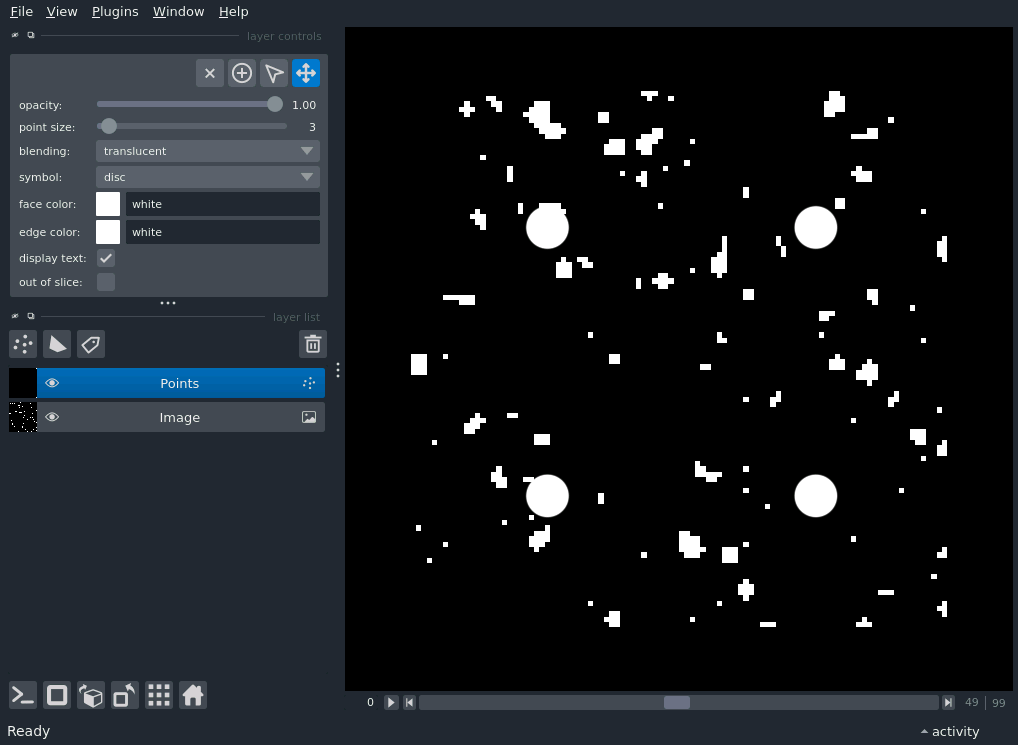 File View Plugins Window Help
layer controls
opacity: 1.00
point size: 3
blending: translucent
symbol: disc
face color: white
edge color: white
display text:
out of slice:
layer list
Points
Image
0 49 | 99
Ready activity